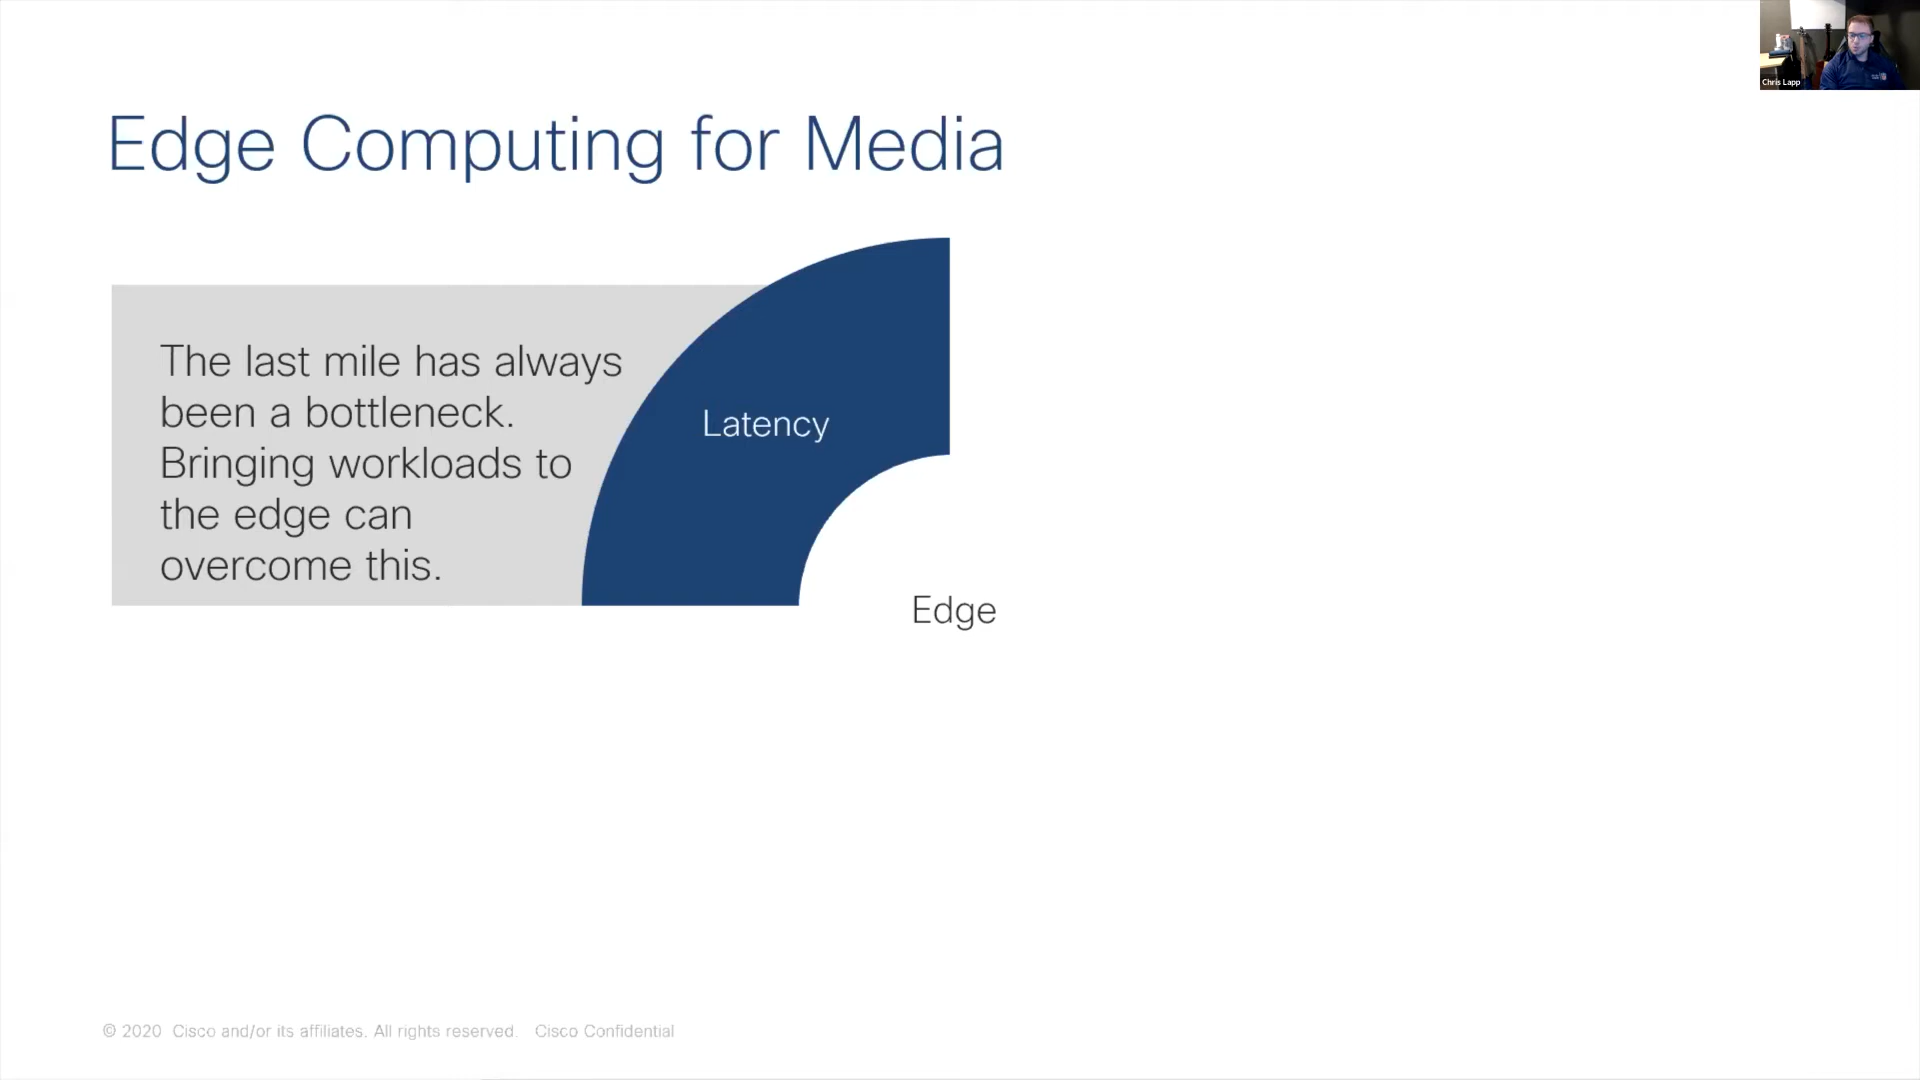 Chris Lapp
Edge Computing for Media
The last mile has always
been a bottleneck.
Bringing workloads to
the edge can
overcome this.
Latency
Edge
© 2020 Cisco and/or its affiliates. All rights reserved. Cisco Confidential